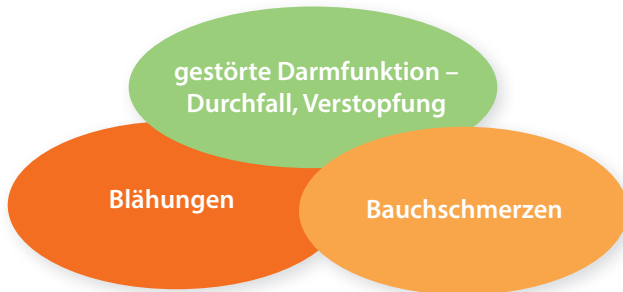 gestörte Darmfunktion –
Durchfall, Verstopfung
Blähungen
Bauchschmerzen